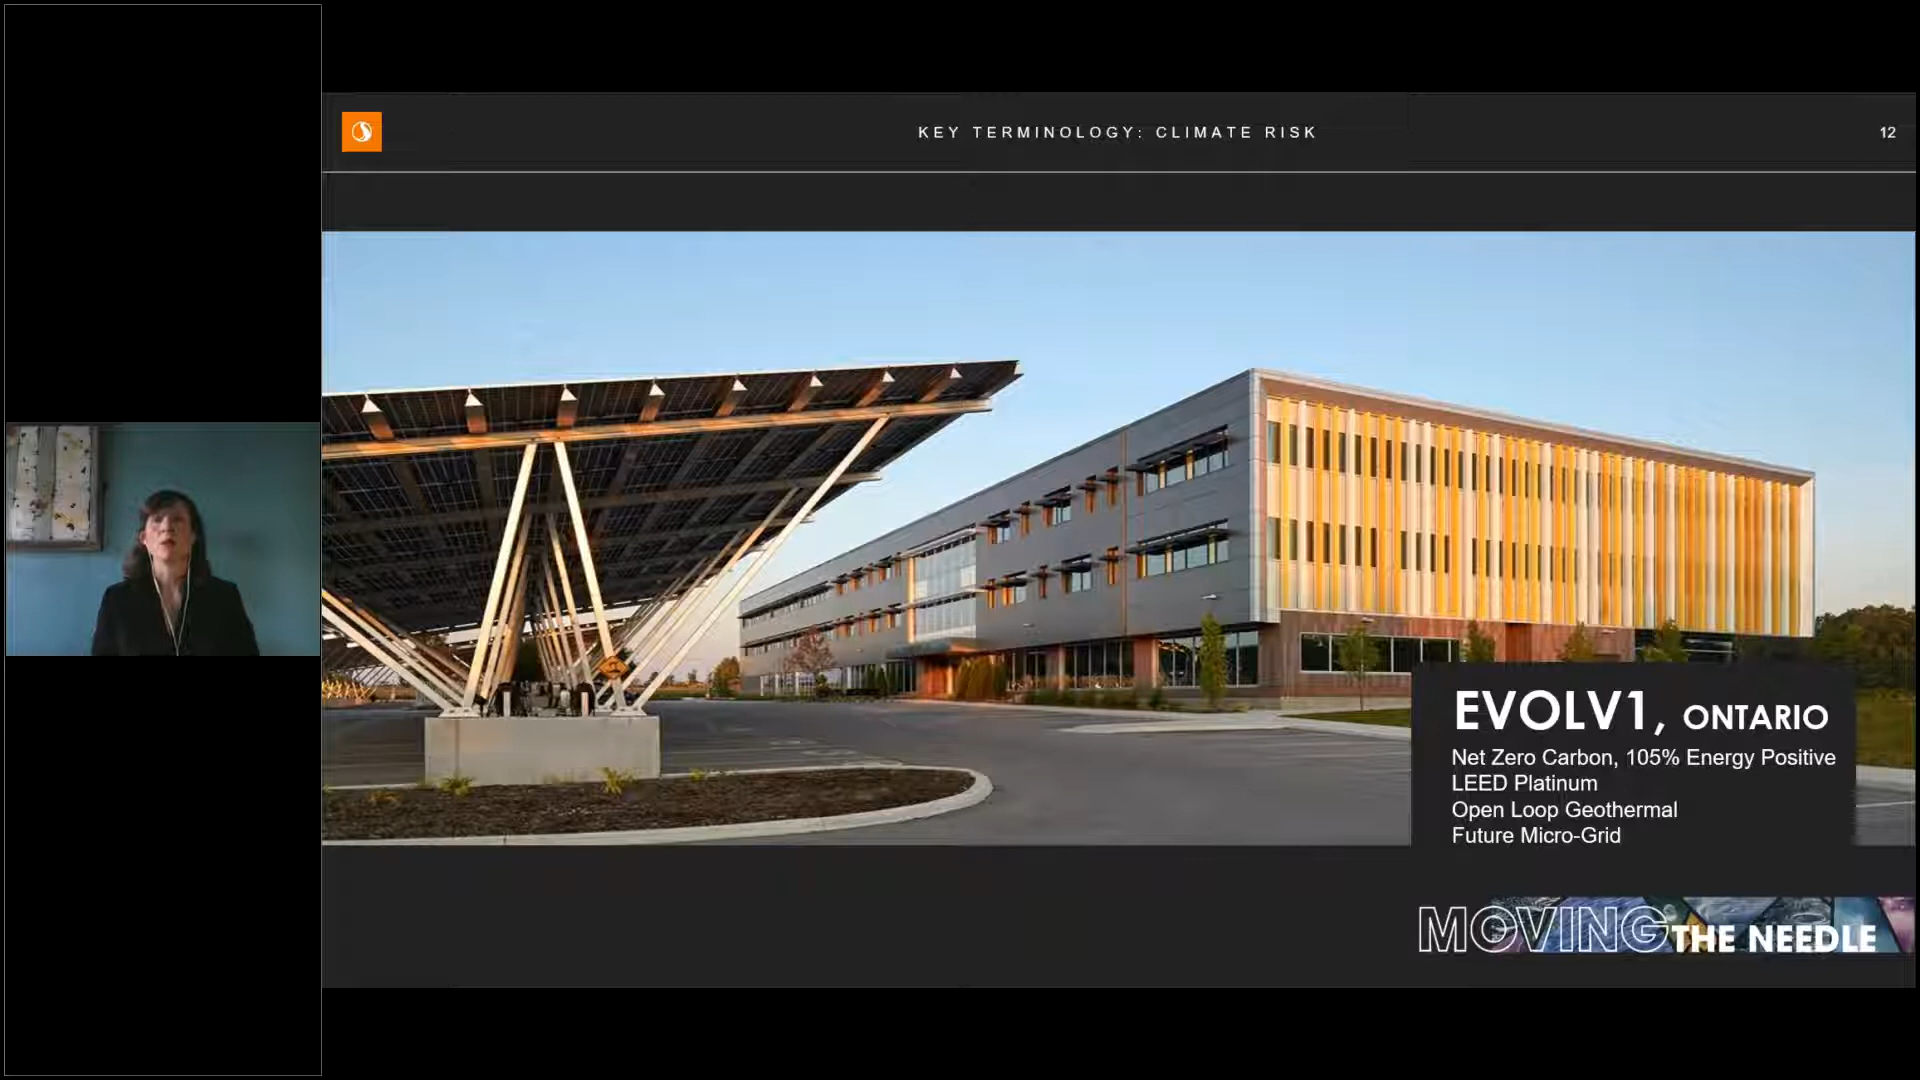 KEY TERMINOLOGY: CLIMATE RISK
12
EVOLV1, ONTARIO
Net Zero Carbon, 105% Energy Positive
LEED Platinum
Open Loop Geothermal
Future Micro-Grid
MOVING THE NEEDLE